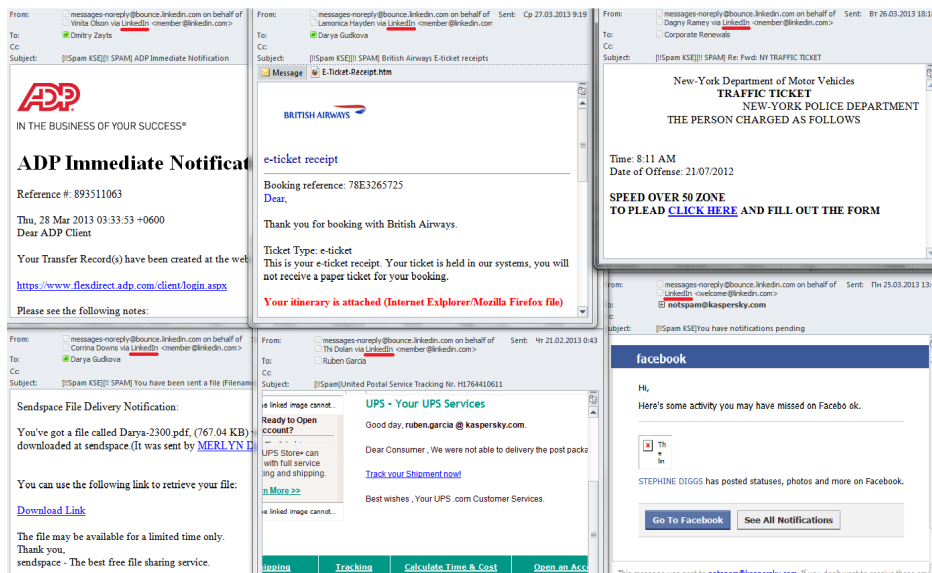 From: messages-noreply@bounce.linkedin.com on behalf of
Vinita Olson via LinkedIn <member@linkedin.com>
To: Dmitry Zayts
Cc:
Subject: [!!Spam KSE][!! SPAM] ADP Immediate Notification
ADP
IN THE BUSINESS OF YOUR SUCCESS®
ADP Immediate Notificat
Reference #: 893511063
Thu, 28 Mar 2013 03:33:53 +0600
Dear ADP Client
Your Transfer Record(s) have been created at the web
https://www.flexdirect.adp.com/client/login.aspx
Please see the following notes:
From: messages-noreply@bounce.linkedin.com on behalf of Sent: Ср 27.03.2013 9:19
Lamonica Hayden via LinkedIn <member@linkedin.com
To: Darya Gudkova
Cc:
Subject: [!!Spam KSE][!! SPAM] British Airways E-ticket receipts
Message E-Ticket-Receipt.htm
BRITISH AIRWAYS
e-ticket receipt
Booking reference: 78E3265725
Dear,
Thank you for booking with British Airways.
Ticket Type: e-ticket
This is your e-ticket receipt. Your ticket is held in our systems, you will
not receive a paper ticket for your booking.
Your itinerary is attached (Internet Exlplorer/Mozilla Firefox file)
From: messages-noreply@bounce.linkedin.com on behalf of Sent: Вт 26.03.2013 18:18
Dagny Ramey via LinkedIn <member@linkedin.com>
To: Corporate Renewals
Cc:
Subject: [!!Spam KSE][!! SPAM] Re: Fwd: NY TRAFFIC TICKET
New-York Department of Motor Vehicles
TRAFFIC TICKET
NEW-YORK POLICE DEPARTMENT
THE PERSON CHARGED AS FOLLOWS
Time: 8:11 AM
Date of Offense: 21/07/2012
SPEED OVER 50 ZONE
TO PLEAD CLICK HERE AND FILL OUT THE FORM
From: messages-noreply@bounce.linkedin.com on behalf of
Corrina Downs via LinkedIn <member@linkedin.com>
To: Darya Gudkova
Cc:
Subject: [!!Spam KSE][!! SPAM] You have been sent a file (Filenam
Sendspace File Delivery Notification:
You've got a file called Darya-2300.pdf, (767.04 KB)
downloaded at sendspace.(It was sent by MERLYN D
You can use the following link to retrieve your file:
Download Link
The file may be available for a limited time only.
Thank you,
sendspace - The best free file sharing service.
From: messages-noreply@bounce.linkedin.com on behalf of Sent: Чт 21.02.2013 0:43
Thi Dolan via LinkedIn <member@linkedin.com>
To: Ruben Garcia
Cc:
Subject: [!!Spam]United Postal Service Tracking Nr. H1764410611
e linked image cannot...
Ready to Open
ccount?
UPS Store• can
with full service
ing and shipping.
n More >>
e linked image cannot...
UPS - Your UPS Services
Good day, ruben.garcia @ kaspersky.com.
Dear Consumer , We were not able to delivery the post packa
Track your Shipment now!
Best wishes , Your UPS .com Customer Services.
ipping Tracking Calculate Time & Cost Open an Acc
rom: messages-noreply@bounce.linkedin.com on behalf of Sent: Пн 25.03.2013 13:
LinkedIn <welcome@linkedin.com>
o: notspam@kaspersky.com
c:
ubject: [!!Spam KSE]You have notifications pending
facebook
Hi,
Here's some activity you may have missed on Facebo ok.
Th
e
lin
STEPHINE DIGGS has posted statuses, photos and more on Facebook.
Go To Facebook See All Notifications